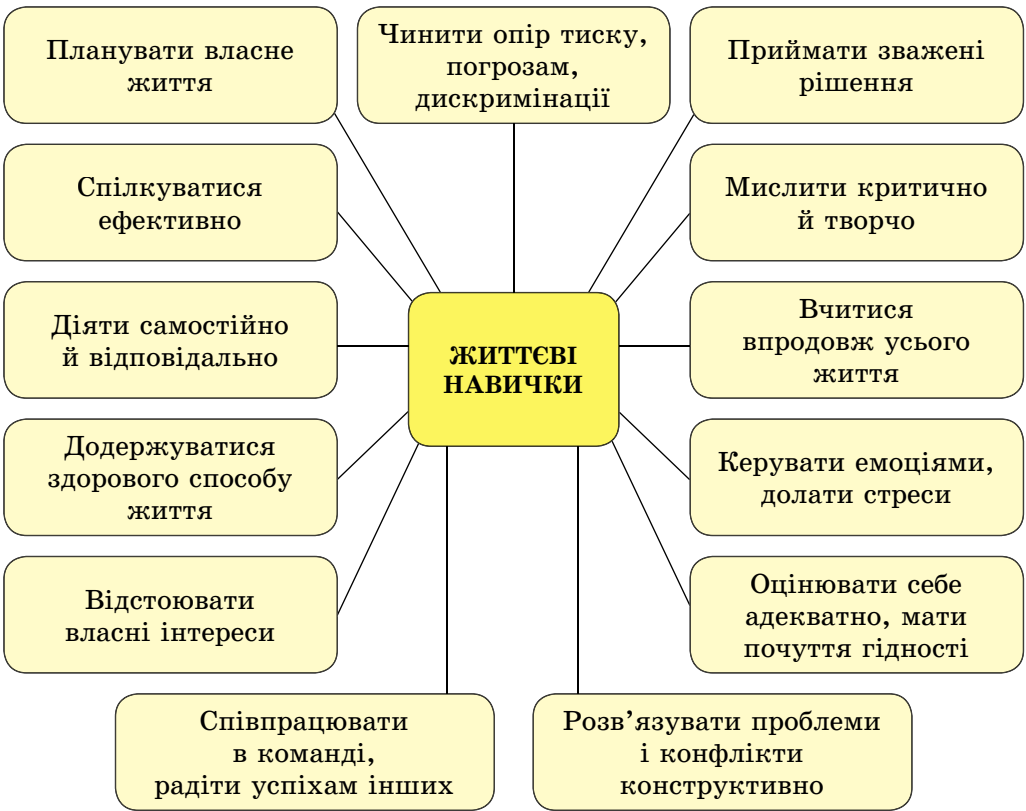 Планувати власне
життя
Чинити опір тиску,
погрозам,
дискримінації
Приймати зважені
рішення
Спілкуватися
ефективно
Мислити критично
й творчо
Діяти самостійно
й відповідально
ЖИТТЄВІ
НАВИЧКИ
Вчитися
впродовж усього
життя
Додержуватися
здорового способу
життя
Керувати емоціями,
долати стреси
Відстоювати
власні інтереси
Оцінювати себе
адекватно, мати
почуття гідності
Співпрацювати
в команді,
радіти успіхам інших
Розв’язувати проблеми
і конфлікти
конструктивно